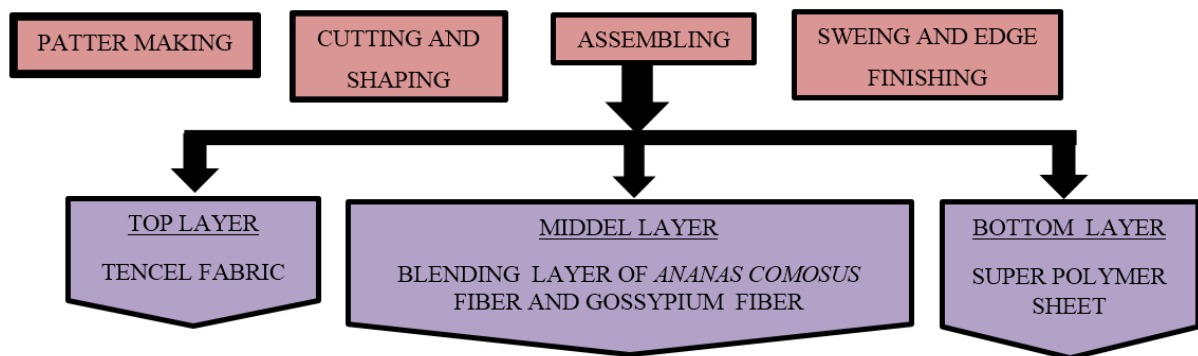 PATTER MAKING
CUTTING AND
SHAPING
ASSEMBLING
SWEING AND EDGE
FINISHING
TOP LAYER
TENCEL FABRIC
MIDDEL LAYER
BLENDING LAYER OF ANANAS COMOSUS
FIBER AND GOSSYPIUM FIBER
BOTTOM LAYER
SUPER POLYMER
SHEET